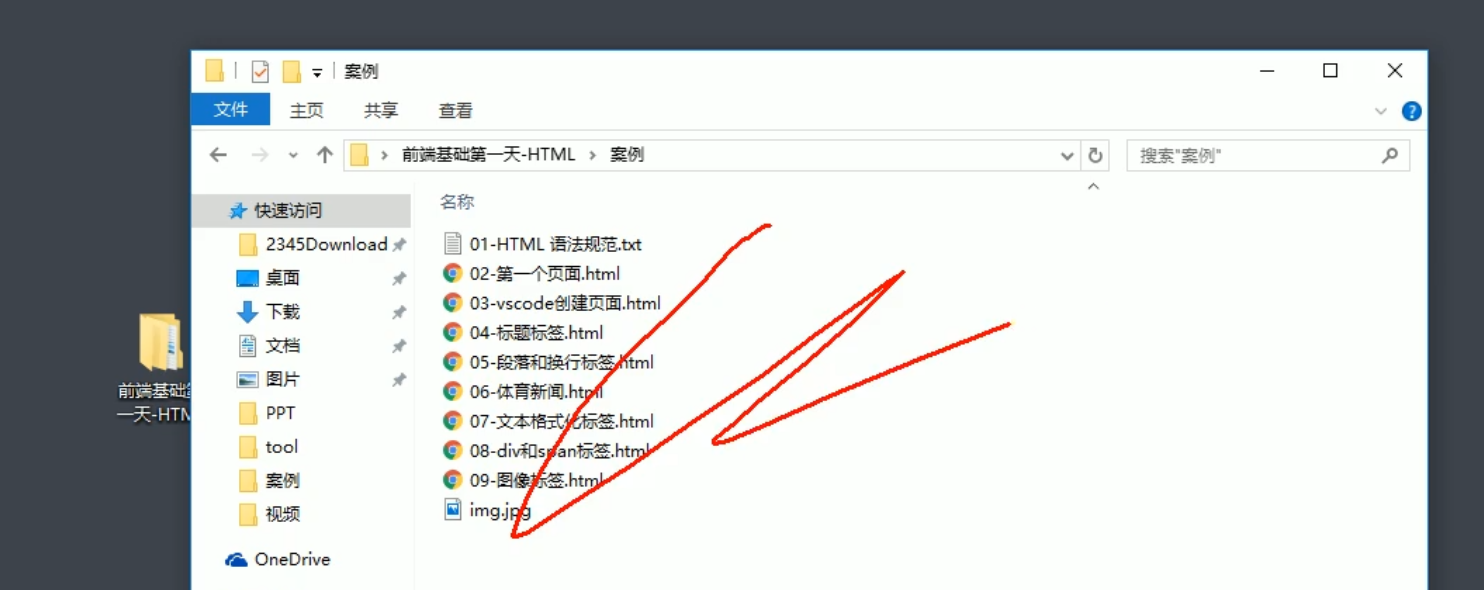 案例
文件 主页 共享 查看
前端基础第一天-HTML 案例
搜索"案例"
快速访问
2345Download
桌面
下载
文档
图片
PPT
tool
案例
视频
OneDrive
名称
01-HTML 语法规范.txt
02-第一个页面.html
03-vscode创建页面.html
04-标题标签.html
05-段落和换行标签.html
06-体育新闻.html
07-文本格式化标签.html
08-div和span标签.html
09-图像标签.html
img.jpg
前端基础
一天-HTM